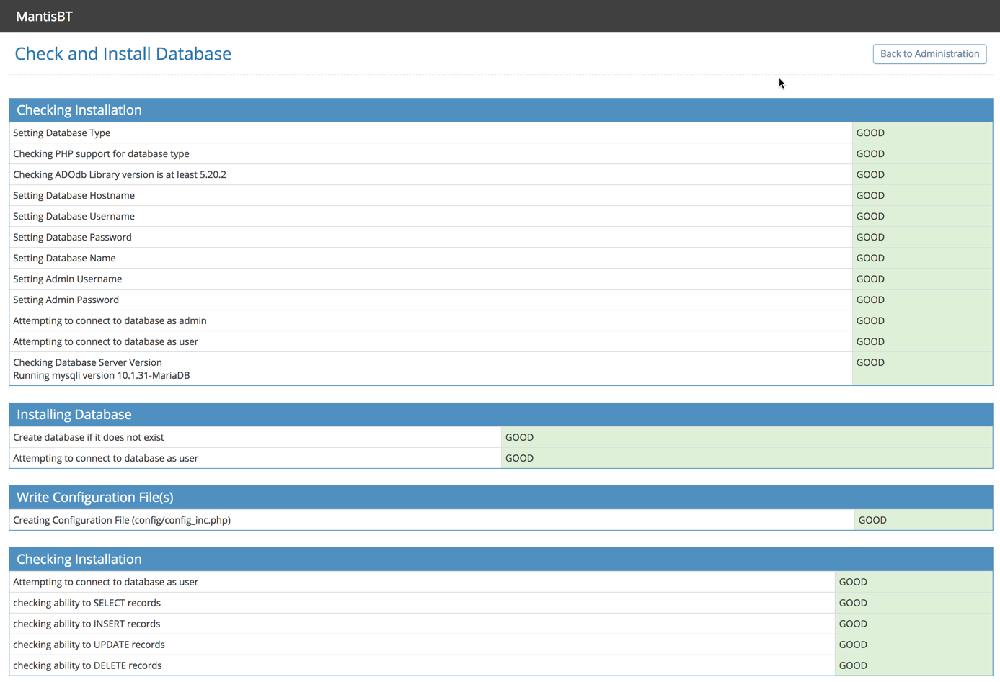 MantisBT
Check and Install Database
Back to Administration
Checking Installation
Setting Database Type GOOD
Checking PHP support for database type GOOD
Checking ADOdb Library version is at least 5.20.2 GOOD
Setting Database Hostname GOOD
Setting Database Username GOOD
Setting Database Password GOOD
Setting Database Name GOOD
Setting Admin Username GOOD
Setting Admin Password GOOD
Attempting to connect to database as admin GOOD
Attempting to connect to database as user GOOD
Checking Database Server Version GOOD
Running mysqli version 10.1.31-MariaDB
Installing Database
Create database if it does not exist GOOD
Attempting to connect to database as user GOOD
Write Configuration File(s)
Creating Configuration File (config/config_inc.php) GOOD
Checking Installation
Attempting to connect to database as user GOOD
checking ability to SELECT records GOOD
checking ability to INSERT records GOOD
checking ability to UPDATE records GOOD
checking ability to DELETE records GOOD